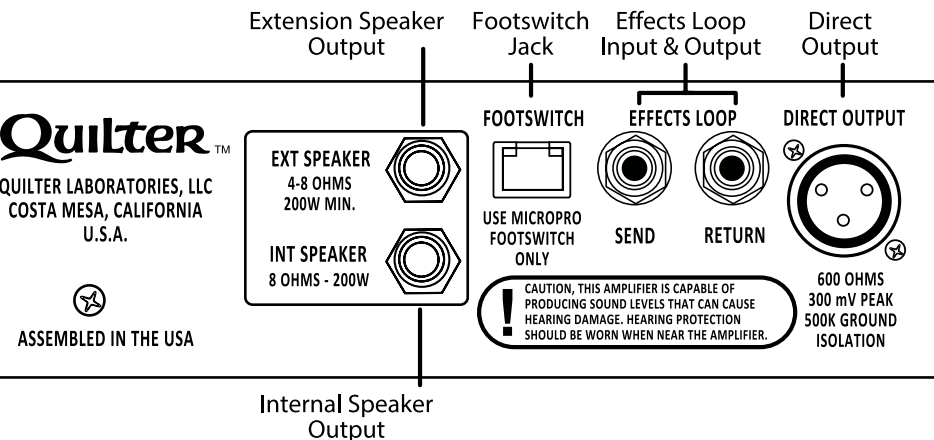 Extension Speaker
Output
Footswitch
Jack
Effects Loop
Input & Output
Direct
Output
QUILTER TM
QUILTER LABORATORIES, LLC
COSTA MESA, CALIFORNIA
U.S.A.
ASSEMBLED IN THE USA
EXT SPEAKER
4-8 OHMS
200W MIN.
INT SPEAKER
8 OHMS - 200W
FOOTSWITCH
USE MICROPRO
FOOTSWITCH
ONLY
EFFECTS LOOP
SEND
RETURN
DIRECT OUTPUT
600 OHMS
300 mV PEAK
500K GROUND
ISOLATION
!
CAUTION, THIS AMPLIFIER IS CAPABLE OF
PRODUCING SOUND LEVELS THAT CAN CAUSE
HEARING DAMAGE. HEARING PROTECTION
SHOULD BE WORN WHEN NEAR THE AMPLIFIER.
Internal Speaker
Output